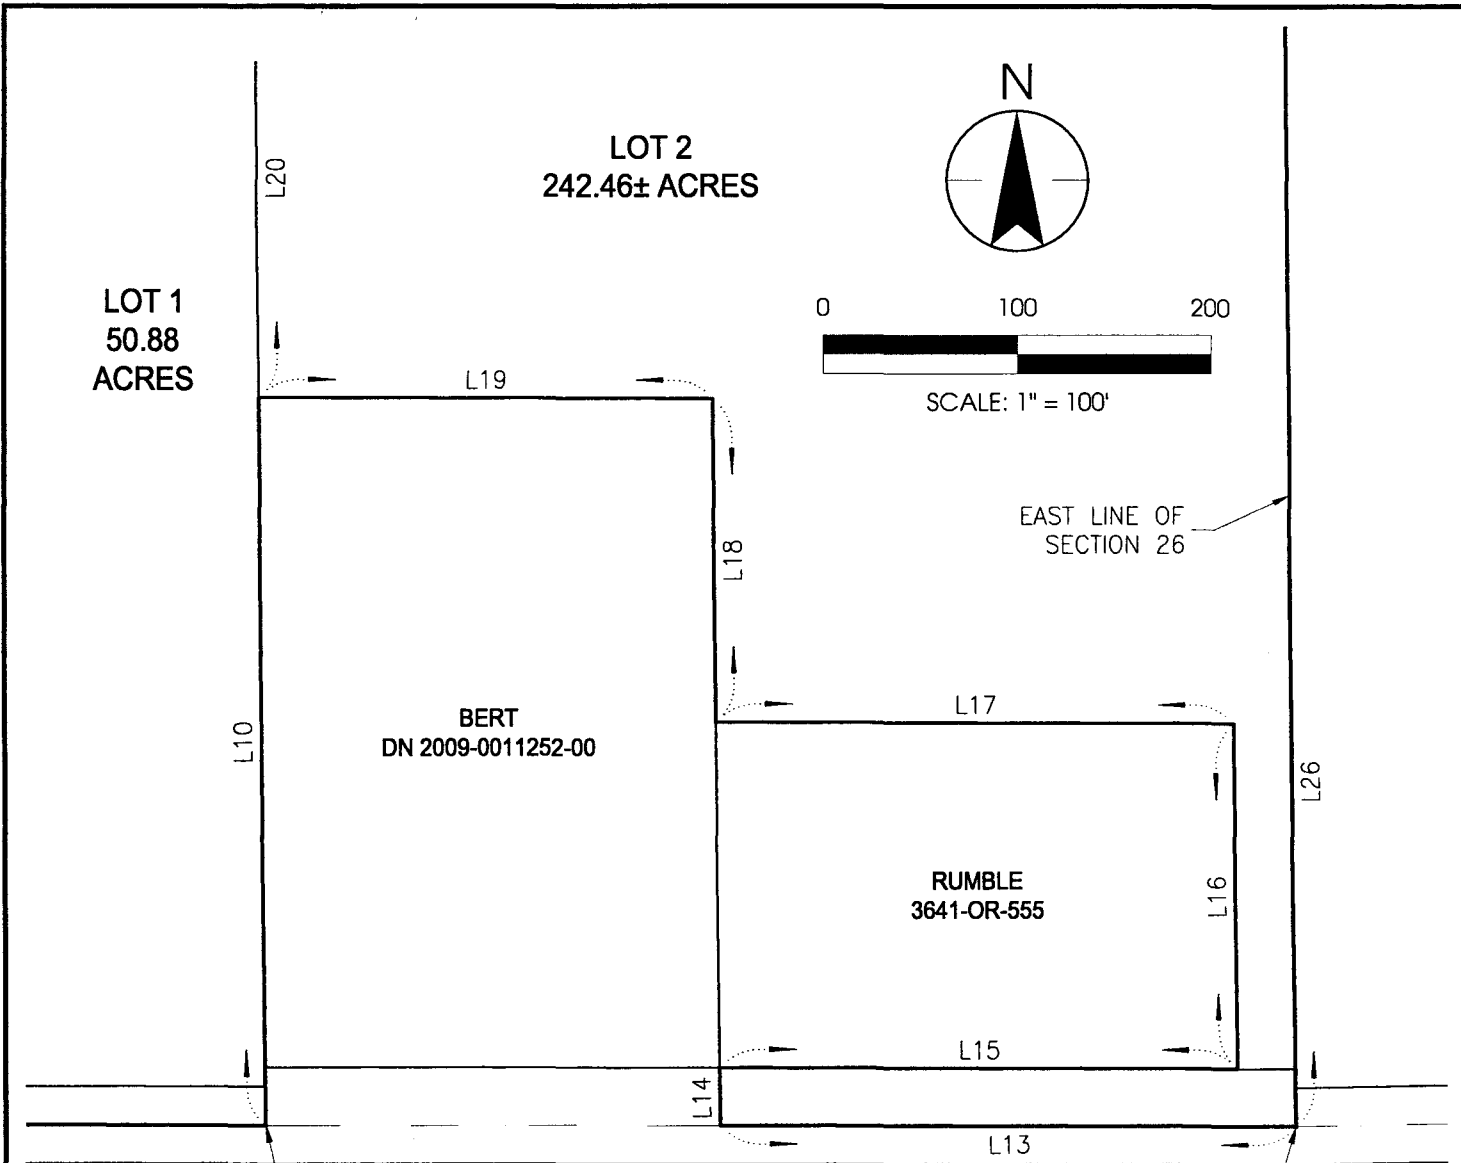 N
LOT 2
242.46± ACRES
L20
LOT 1
50.88
ACRES
0 100 200
SCALE: 1" = 100'
L19
EAST LINE OF
SECTION 26
L18
L17
BERT
DN 2009-0011252-00
L10
L26
RUMBLE
3641-OR-555
L16
L15
L14
L13